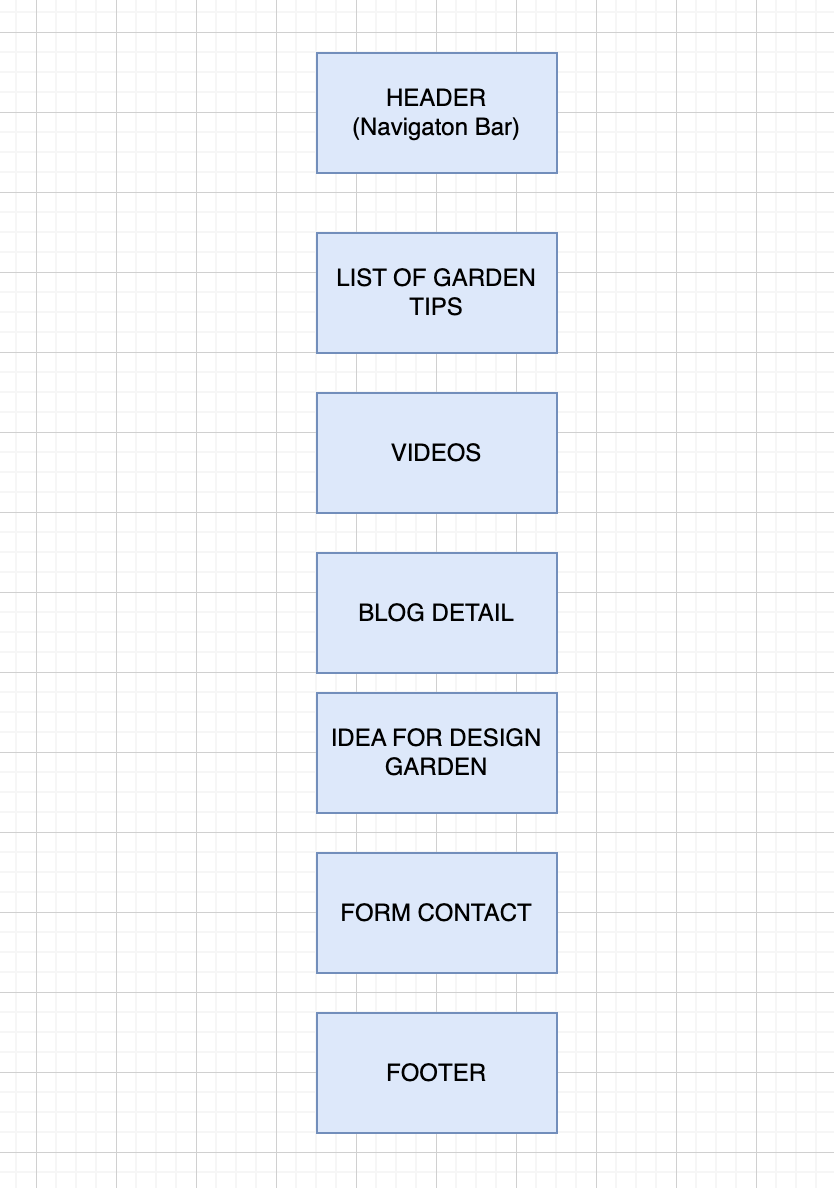 HEADER
(Navigaton Bar)
LIST OF GARDEN
TIPS
VIDEOS
BLOG DETAIL
IDEA FOR DESIGN
GARDEN
FORM CONTACT
FOOTER